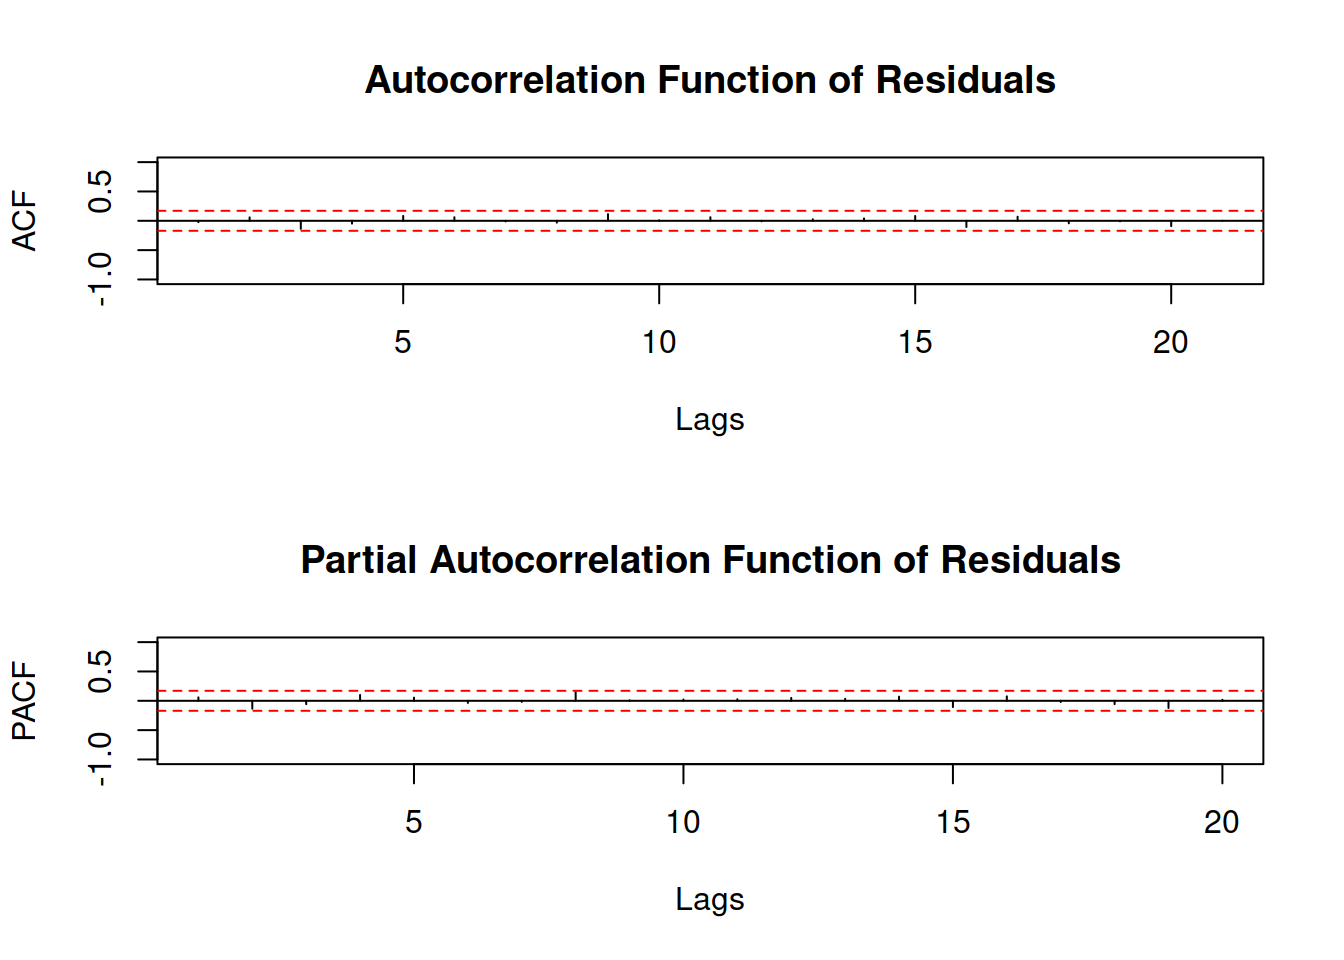 Autocorrelation Function of Residuals
ACF
0.5
-1.0
5 10 15 20
Lags
Partial Autocorrelation Function of Residuals
PACF
0.5
-1.0
5 10 15 20
Lags